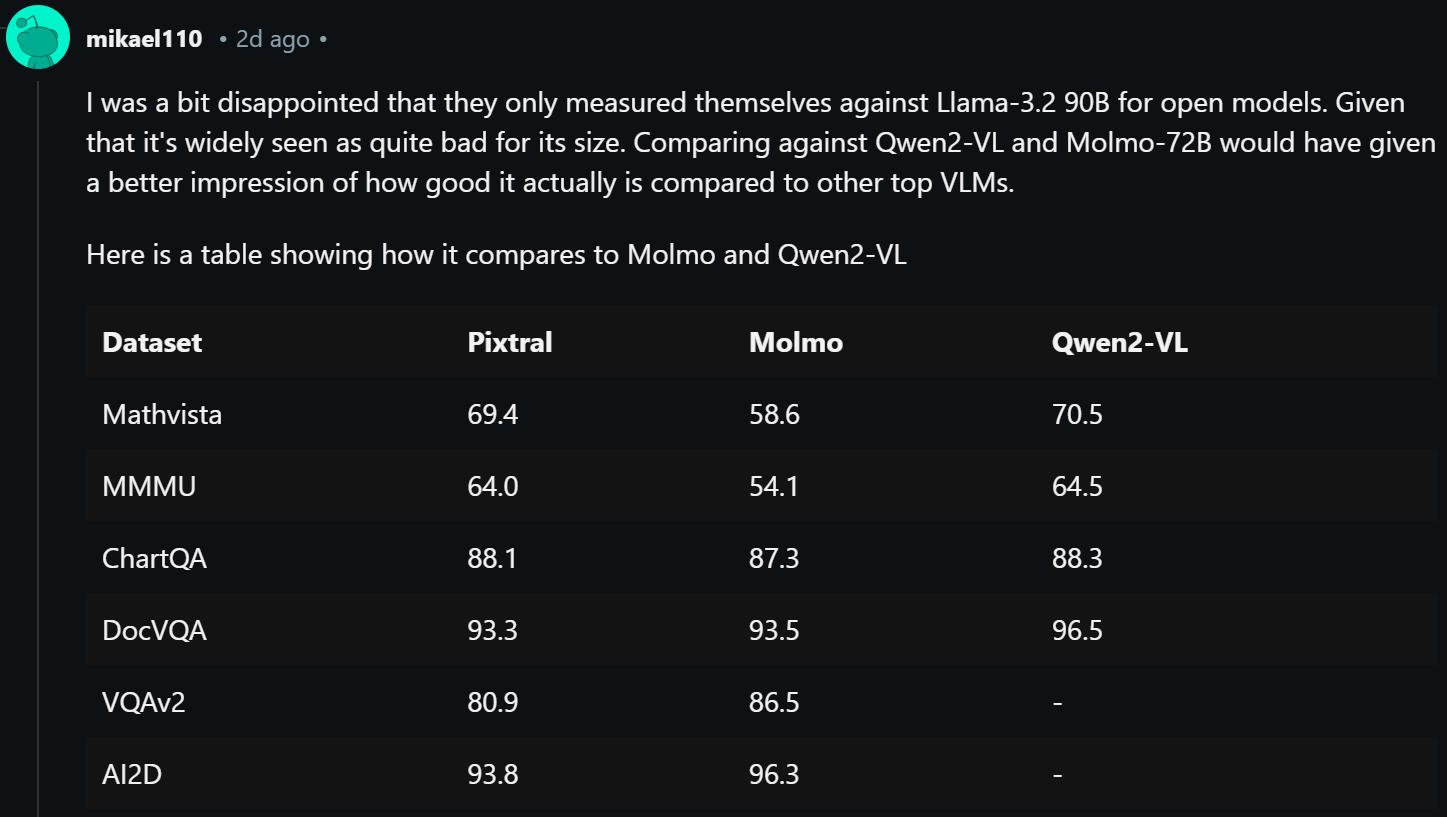 mikael110 • 2d ago •
I was a bit disappointed that they only measured themselves against Llama-3.2 90B for open models. Given
that it's widely seen as quite bad for its size. Comparing against Qwen2-VL and Molmo-72B would have given
a better impression of how good it actually is compared to other top VLMs.
Here is a table showing how it compares to Molmo and Qwen2-VL
Dataset Pixtral Molmo Qwen2-VL
Mathvista 69.4 58.6 70.5
MMMU 64.0 54.1 64.5
ChartQA 88.1 87.3 88.3
DocVQA 93.3 93.5 96.5
VQAv2 80.9 86.5 -
AI2D 93.8 96.3 -